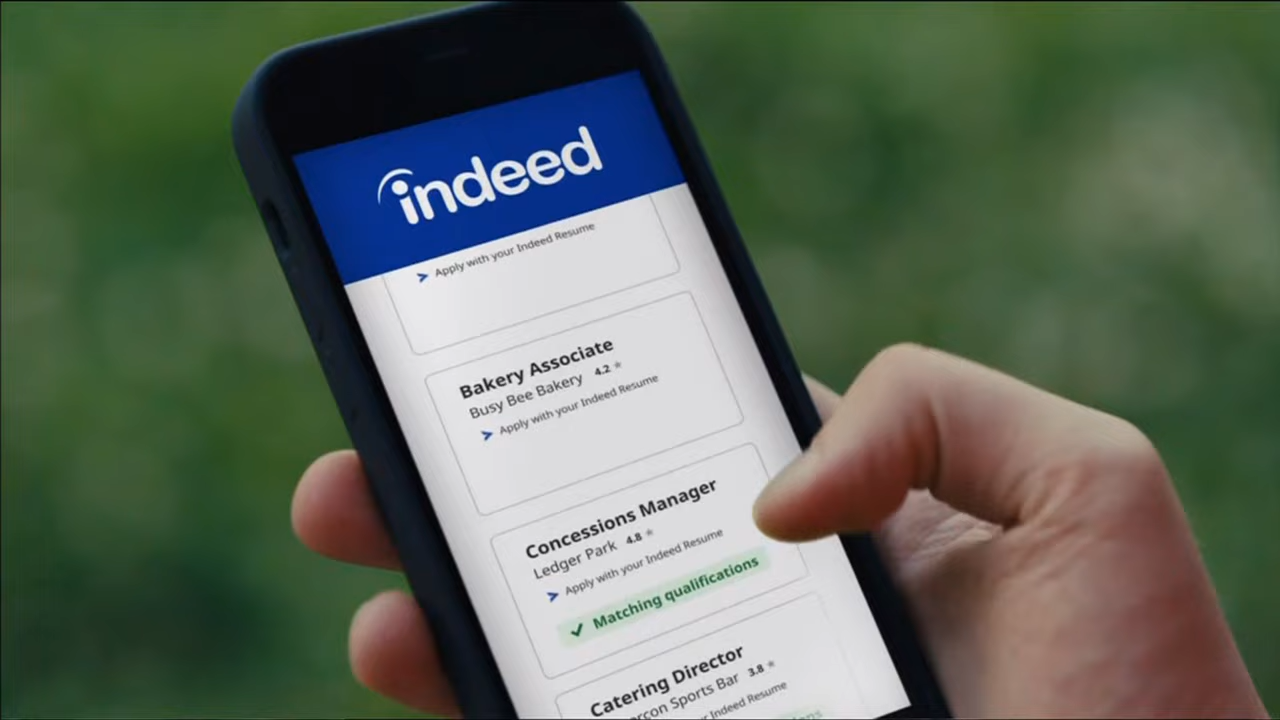 indeed
Apply with your Indeed Resume
Bakery Associate
Busy Bee Bakery 4.2 ★
Apply with your Indeed Resume
Concessions Manager
Ledger Park 4.8 ★
Apply with your Indeed Resume
✓ Matching qualifications
Catering Director
Sports Bar 3.8 ★
with your Indeed Resume